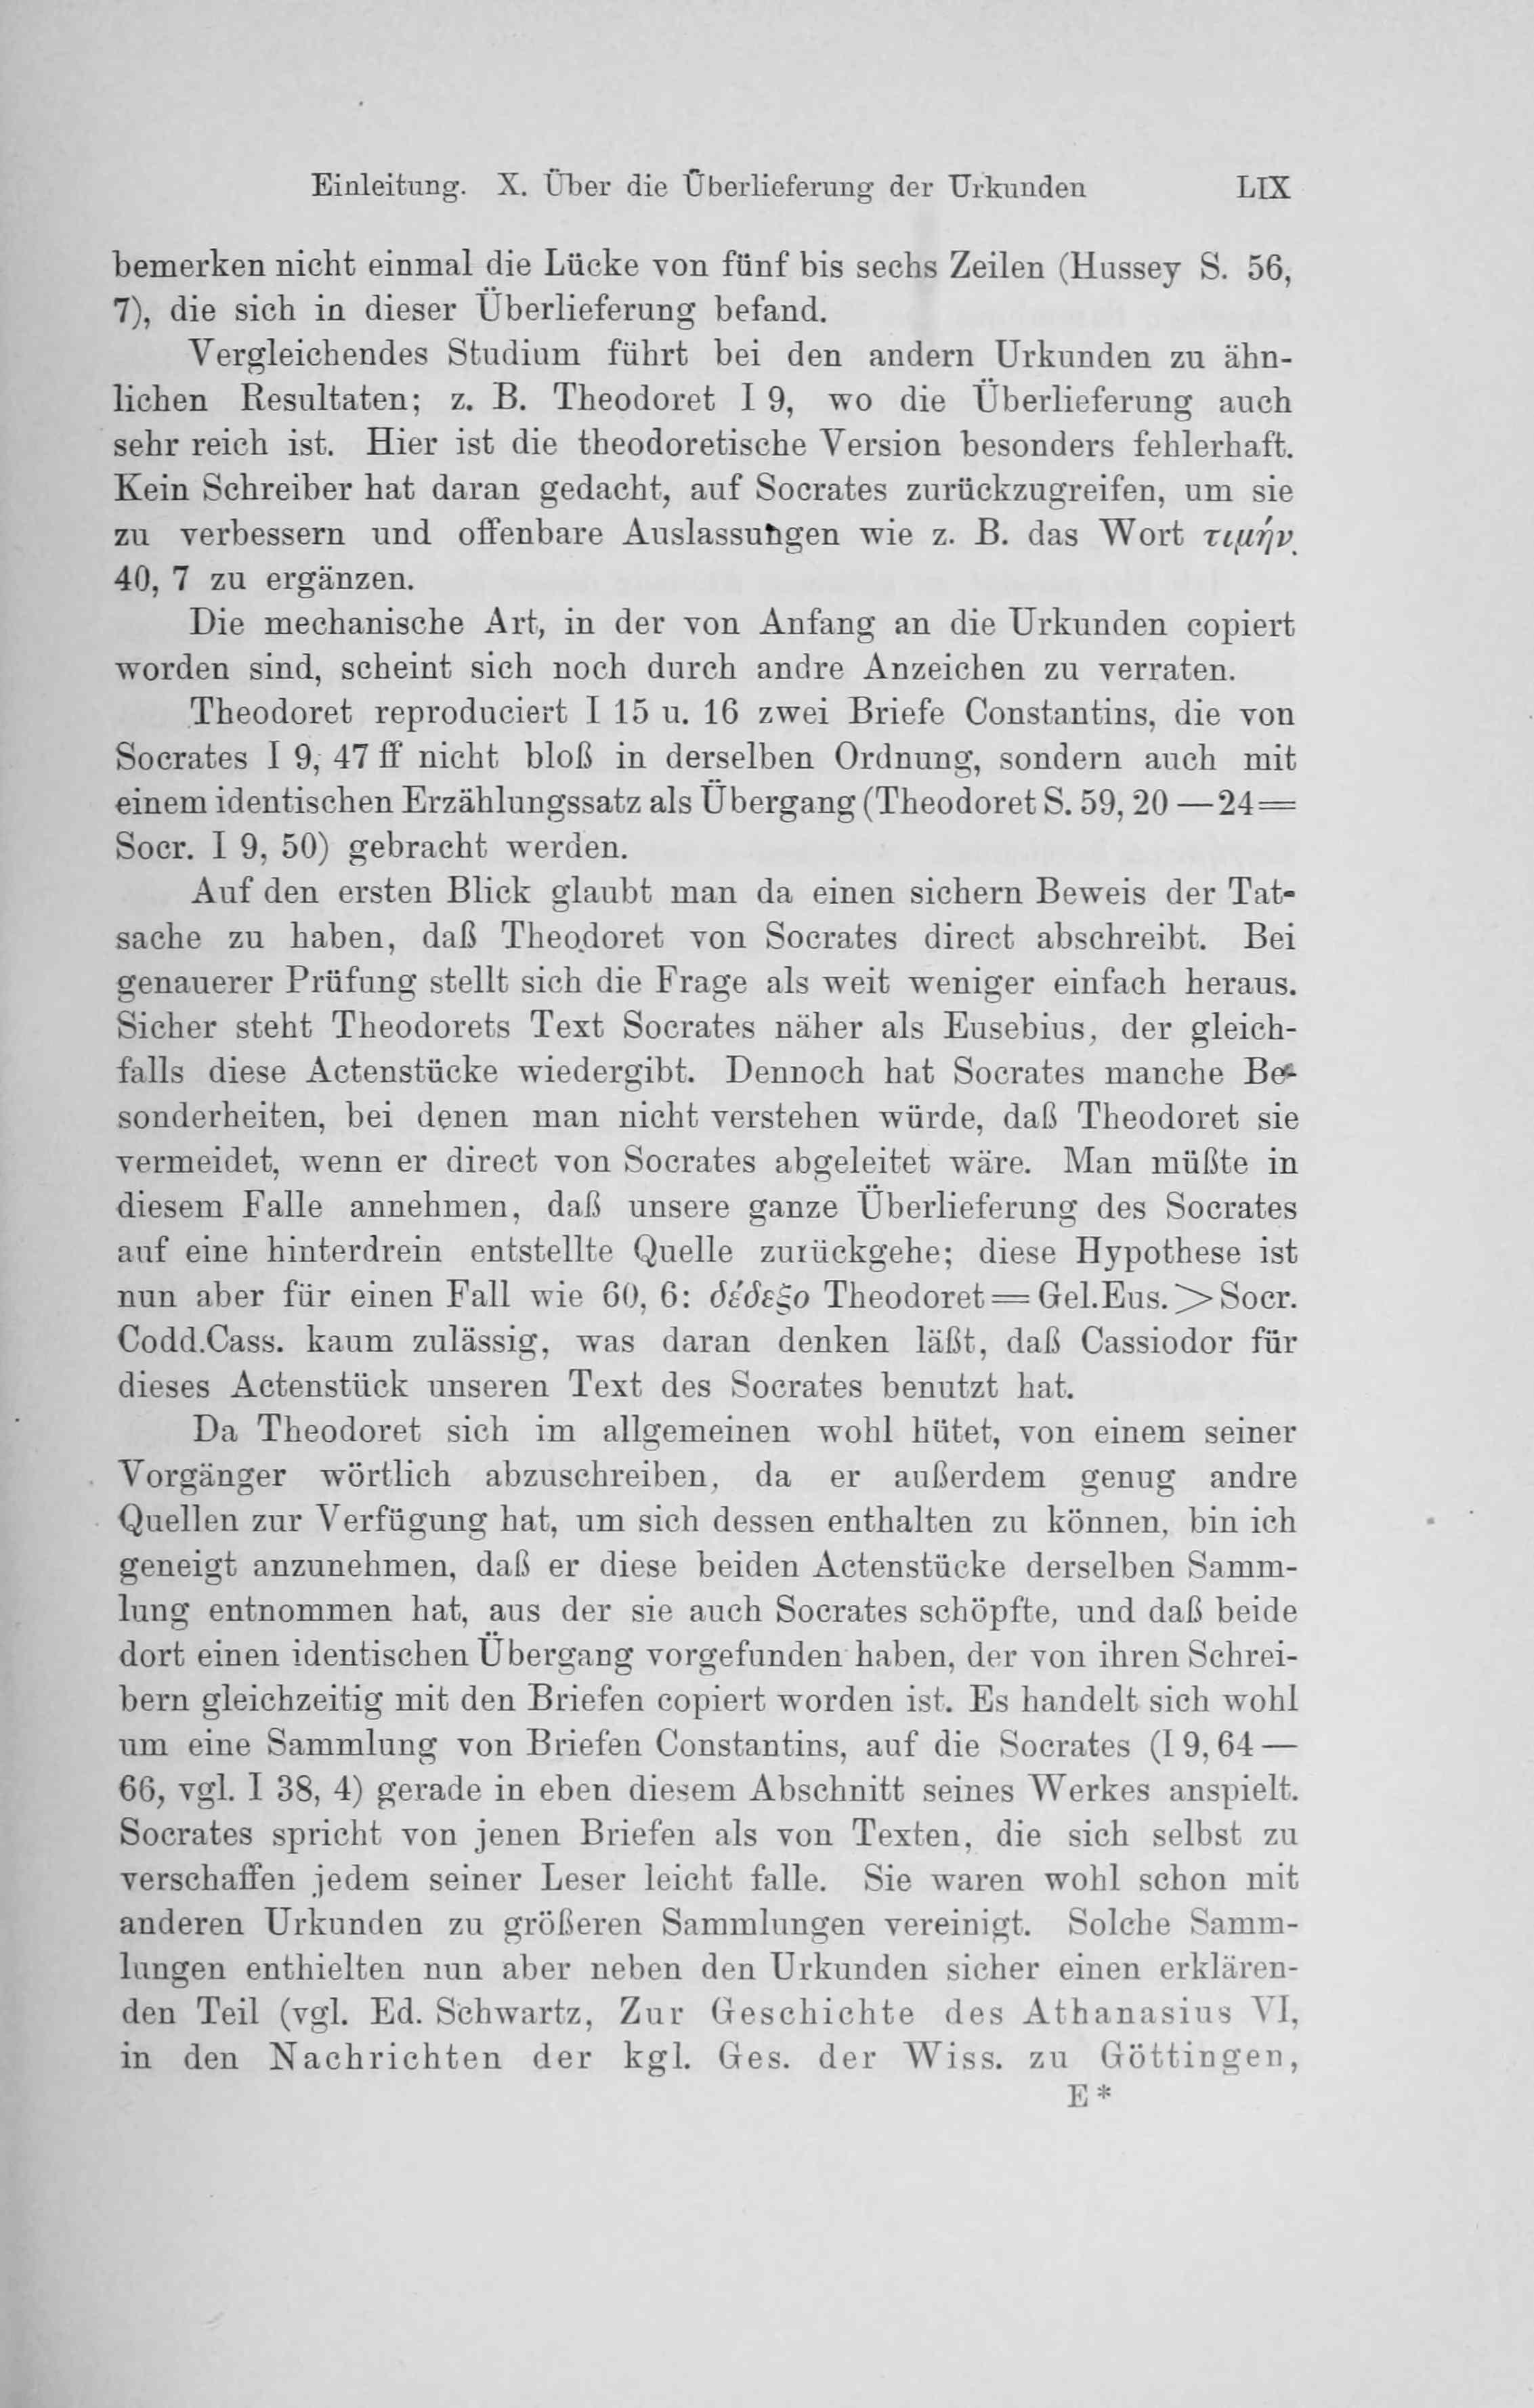 Einleitung. X. Über die Überlieferung der Urkunden LIX
bemerken nicht einmal die Lücke von fünf bis sechs Zeilen (Hussey S. 56,
7), die sich in dieser Überlieferung befand.
Vergleichendes Studium führt bei den andern Urkunden zu ähn-
lichen Resultaten; z. B. Theodoret I 9, wo die Überlieferung auch
sehr reich ist. Hier ist die theodoretische Version besonders fehlerhaft.
Kein Schreiber hat daran gedacht, auf Socrates zurückzugreifen, um sie
zu verbessern und offenbare Auslassungen wie z. B. das Wort τιμήν
40, 7 zu ergänzen.
Die mechanische Art, in der von Anfang an die Urkunden copiert
worden sind, scheint sich noch durch andre Anzeichen zu verraten.
Theodoret reproduciert I 15 u. 16 zwei Briefe Constantins, die von
Socrates I 9, 47 ff nicht bloß in derselben Ordnung, sondern auch mit
einem identischen Erzählungssatz als Übergang (Theodoret S. 59, 20 —24=
Socr. I 9, 50) gebracht werden.
Auf den ersten Blick glaubt man da einen sichern Beweis der Tat-
sache zu haben, daß Theodoret von Socrates direct abschreibt. Bei
genauerer Prüfung stellt sich die Frage als weit weniger einfach heraus.
Sicher steht Theodorets Text Socrates näher als Eusebius, der gleich-
falls diese Actenstücke wiedergibt. Dennoch hat Socrates manche Be-
sonderheiten, bei denen man nicht verstehen würde, daß Theodoret sie
vermeidet, wenn er direct von Socrates abgeleitet wäre. Man müßte in
diesem Falle annehmen, daß unsere ganze Überlieferung des Socrates
auf eine hinterdrein entstellte Quelle zurückgehe; diese Hypothese ist
nun aber für einen Fall wie 60, 6: δέδεξο Theodoret = Gel.Eus. > Socr.
Codd.Cass. kaum zulässig, was daran denken läßt, daß Cassiodor für
dieses Actenstück unseren Text des Socrates benutzt hat.
Da Theodoret sich im allgemeinen wohl hütet, von einem seiner
Vorgänger wörtlich abzuschreiben, da er außerdem genug andre
Quellen zur Verfügung hat, um sich dessen enthalten zu können, bin ich
geneigt anzunehmen, daß er diese beiden Actenstücke derselben Samm-
lung entnommen hat, aus der sie auch Socrates schöpfte, und daß beide
dort einen identischen Übergang vorgefunden haben, der von ihren Schrei-
bern gleichzeitig mit den Briefen copiert worden ist. Es handelt sich wohl
um eine Sammlung von Briefen Constantins, auf die Socrates (I 9, 64 —
66, vgl. I 38, 4) gerade in eben diesem Abschnitt seines Werkes anspielt.
Socrates spricht von jenen Briefen als von Texten, die sich selbst zu
verschaffen jedem seiner Leser leicht falle. Sie waren wohl schon mit
anderen Urkunden zu größeren Sammlungen vereinigt. Solche Samm-
lungen enthielten nun aber neben den Urkunden sicher einen erklären-
den Teil (vgl. Ed. Schwartz, Zur Geschichte des Athanasius VI,
in den Nachrichten der kgl. Ges. der Wiss. zu Göttingen,
E*